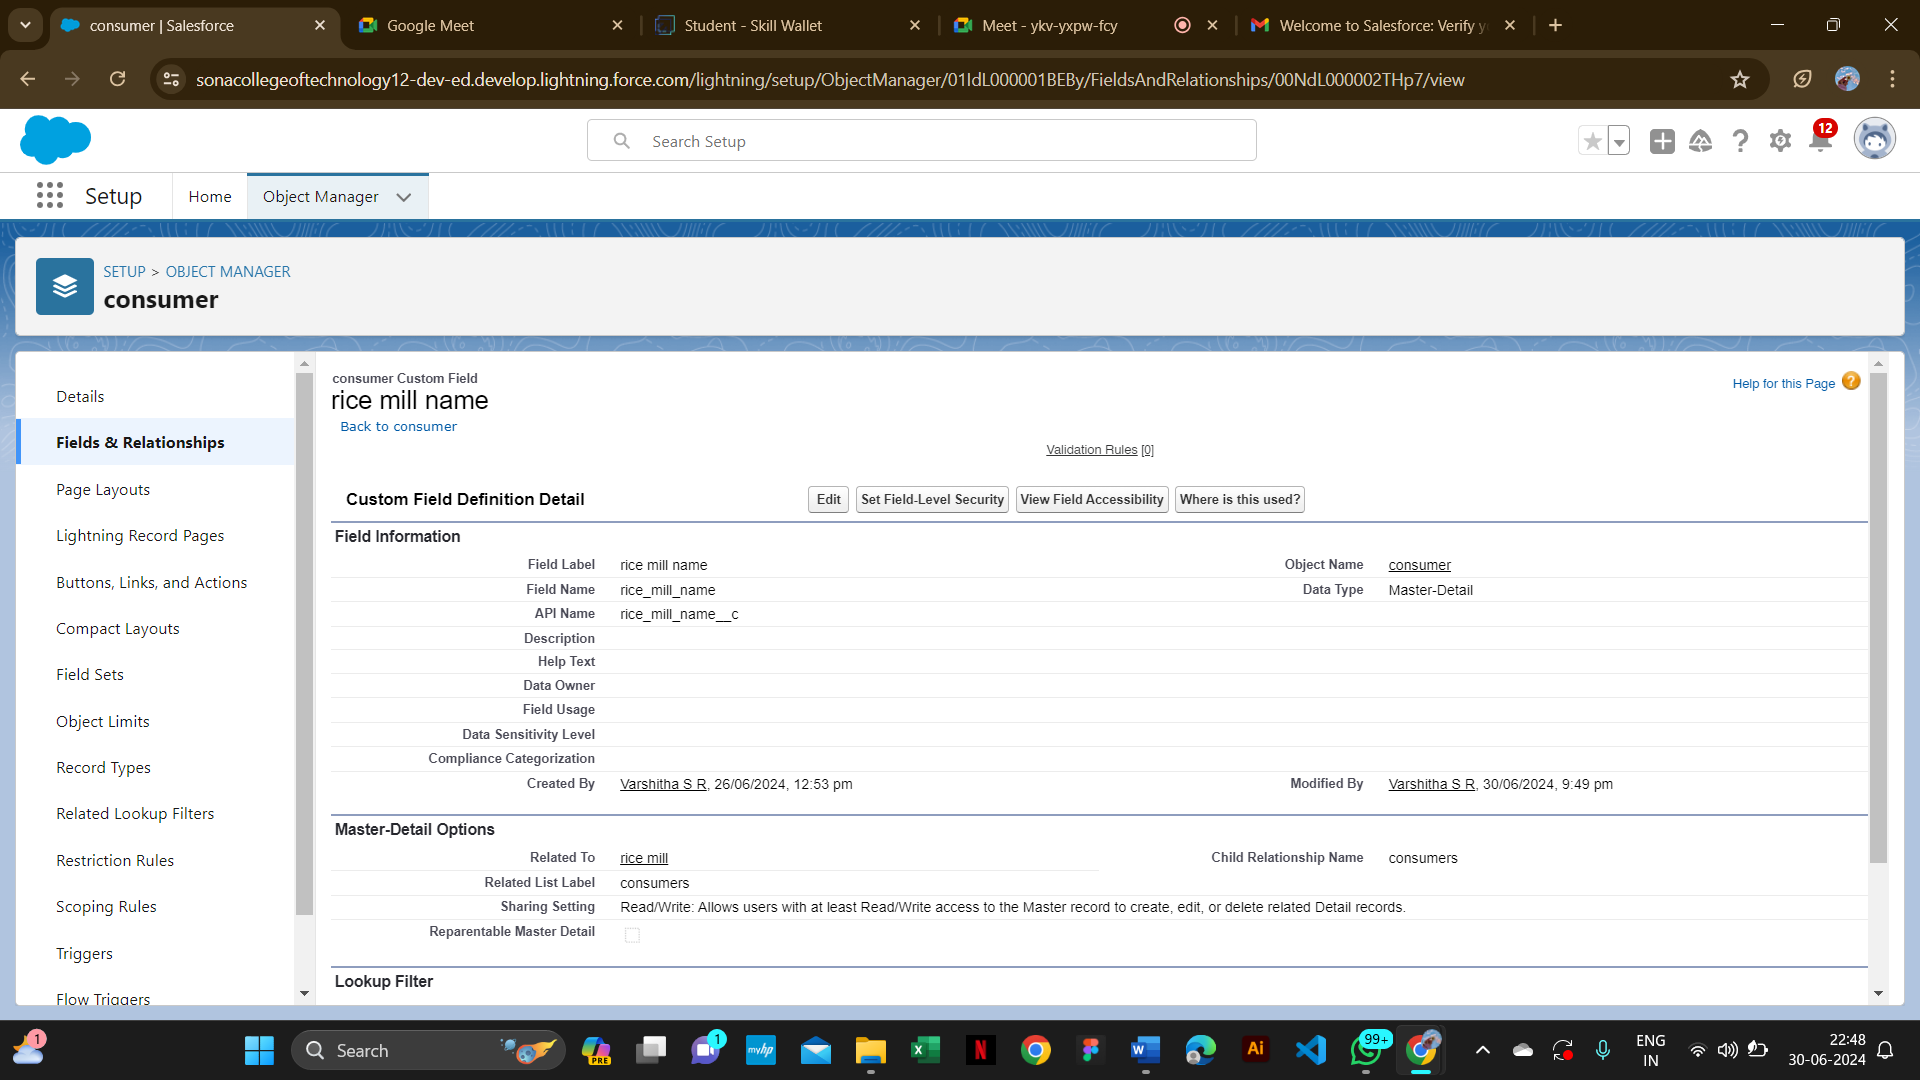 consumer | Salesforce
Google Meet
Student - Skill Wallet
Meet - ykv-yxpw-fcy
Welcome to Salesforce: Verify
sonacollegeoftechnology12-dev-ed.develop.lightning.force.com/lightning/setup/ObjectManager/01IdL000001BEBy/FieldsAndRelationships/00NdL000002THp7/view
Search Setup
12
Setup
Home
Object Manager
SETUP > OBJECT MANAGER
consumer
Details
Fields & Relationships
Page Layouts
Lightning Record Pages
Buttons, Links, and Actions
Compact Layouts
Field Sets
Object Limits
Record Types
Related Lookup Filters
Restriction Rules
Scoping Rules
Triggers
Flow Triggers
consumer Custom Field
rice mill name
Back to consumer
Help for this Page
Validation Rules [0]
Custom Field Definition Detail
Edit
Set Field-Level Security
View Field Accessibility
Where is this used?
Field Information
Field Label rice mill name
Object Name consumer
Field Name rice_mill_name
Data Type Master-Detail
API Name rice_mill_name__c
Description
Help Text
Data Owner
Field Usage
Data Sensitivity Level
Compliance Categorization
Created By Varshitha S R, 26/06/2024, 12:53 pm
Modified By Varshitha S R, 30/06/2024, 9:49 pm
Master-Detail Options
Related To rice mill
Child Relationship Name consumers
Related List Label consumers
Sharing Setting Read/Write: Allows users with at least Read/Write access to the Master record to create, edit, or delete related Detail records.
Reparentable Master Detail
Lookup Filter
1
Search
PRE
1
myhp
N
Ai
99+
ENG
IN
22:48
30-06-2024